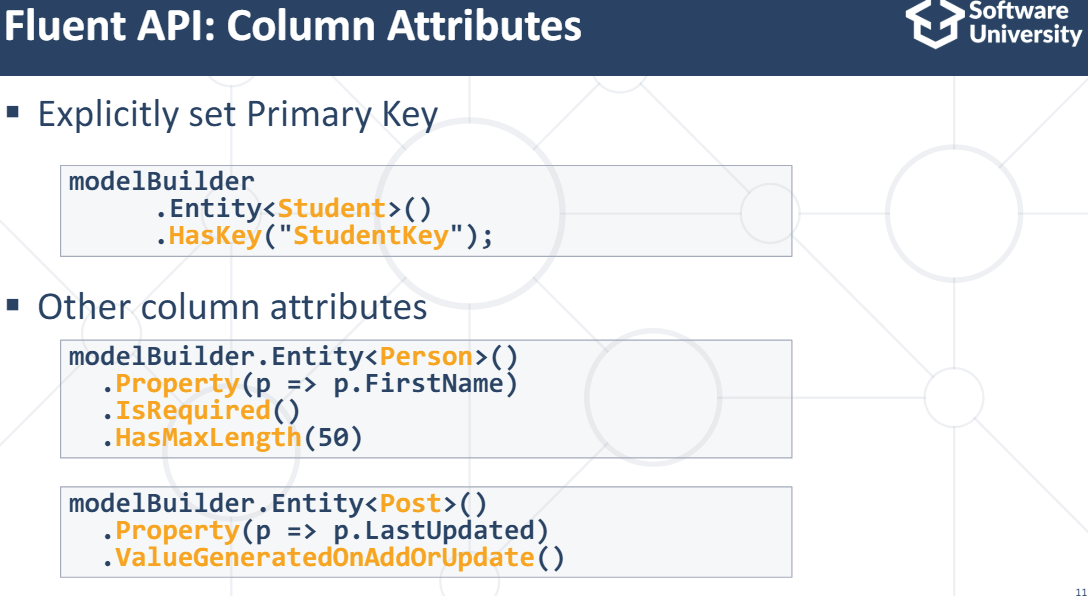 Fluent API: Column Attributes
Software
University
▪ Explicitly set Primary Key
modelBuilder
.Entity<Student>()
.HasKey("StudentKey");
▪ Other column attributes
modelBuilder.Entity<Person>()
.Property(p => p.FirstName)
.IsRequired()
.HasMaxLength(50)
modelBuilder.Entity<Post>()
.Property(p => p.LastUpdated)
.ValueGeneratedOnAddOrUpdate()
11